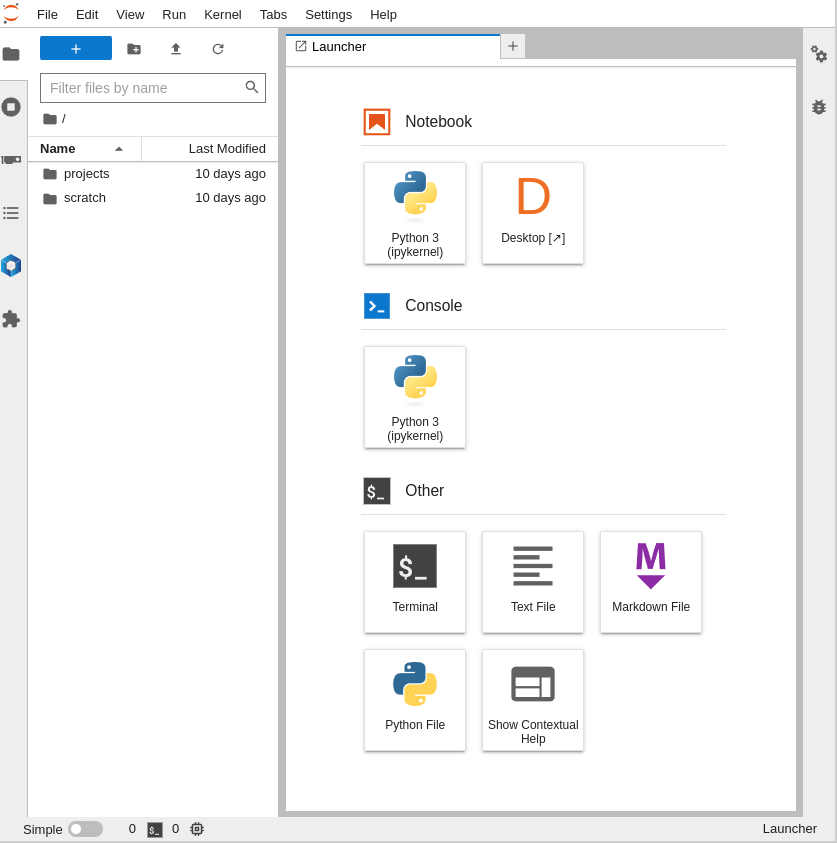 File Edit View Run Kernel Tabs Settings Help
+
Launcher
+
Filter files by name
/
Name Last Modified
projects 10 days ago
scratch 10 days ago
Notebook
Python 3
(ipykernel)
D
Desktop [↗]
Console
Python 3
(ipykernel)
$_ Other
$_
Terminal
Text File
M
Markdown File
Python File
Show Contextual
Help
Simple 0 $_ 0 Launcher